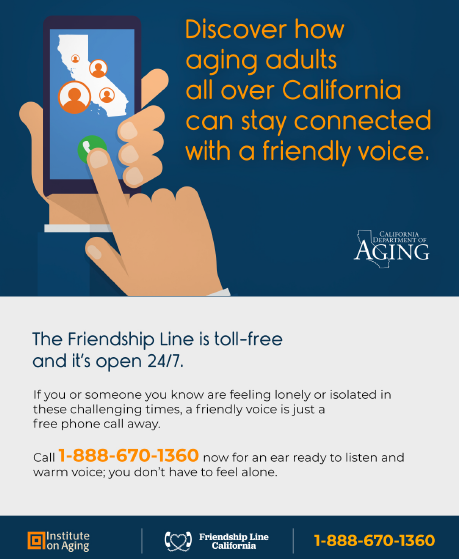 Discover how
aging adults
all over California
can stay connected
with a friendly voice.
CALIFORNIA
DEPARTMENT OF
AGING
The Friendship Line is toll-free
and it's open 24/7.
If you or someone you know are feeling lonely or isolated in
these challenging times, a friendly voice is just a
free phone call away.
Call 1-888-670-1360 now for an ear ready to listen and
warm voice; you don't have to feel alone.
Institute
on Aging
Friendship Line
California
1-888-670-1360